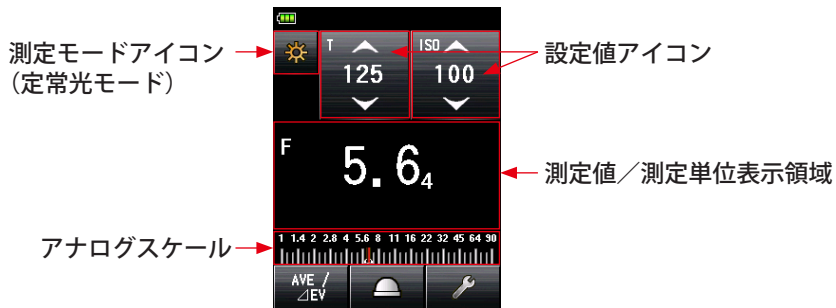 測定モードアイコン
(定常光モード)
T
125
ISO
100
設定値アイコン
F
5.6₄
測定値／測定単位表示領域
アナログスケール
1 1.4 2 2.8 4 5.6 8 11 16 22 32 45 64 90
AVE /
⊿EV